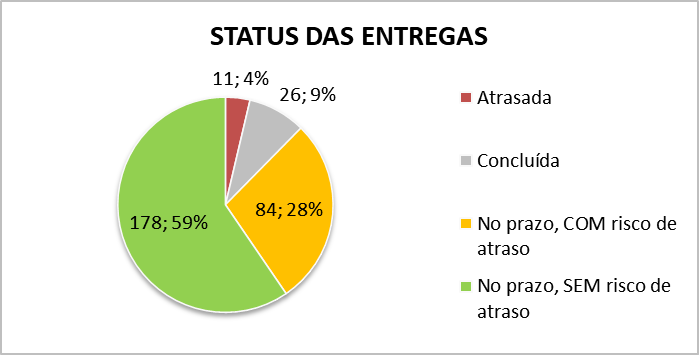 STATUS DAS ENTREGAS
11; 4%
26; 9%
84; 28%
178; 59%
Atrasada
Concluída
No prazo, COM risco de
atraso
No prazo, SEM risco de
atraso